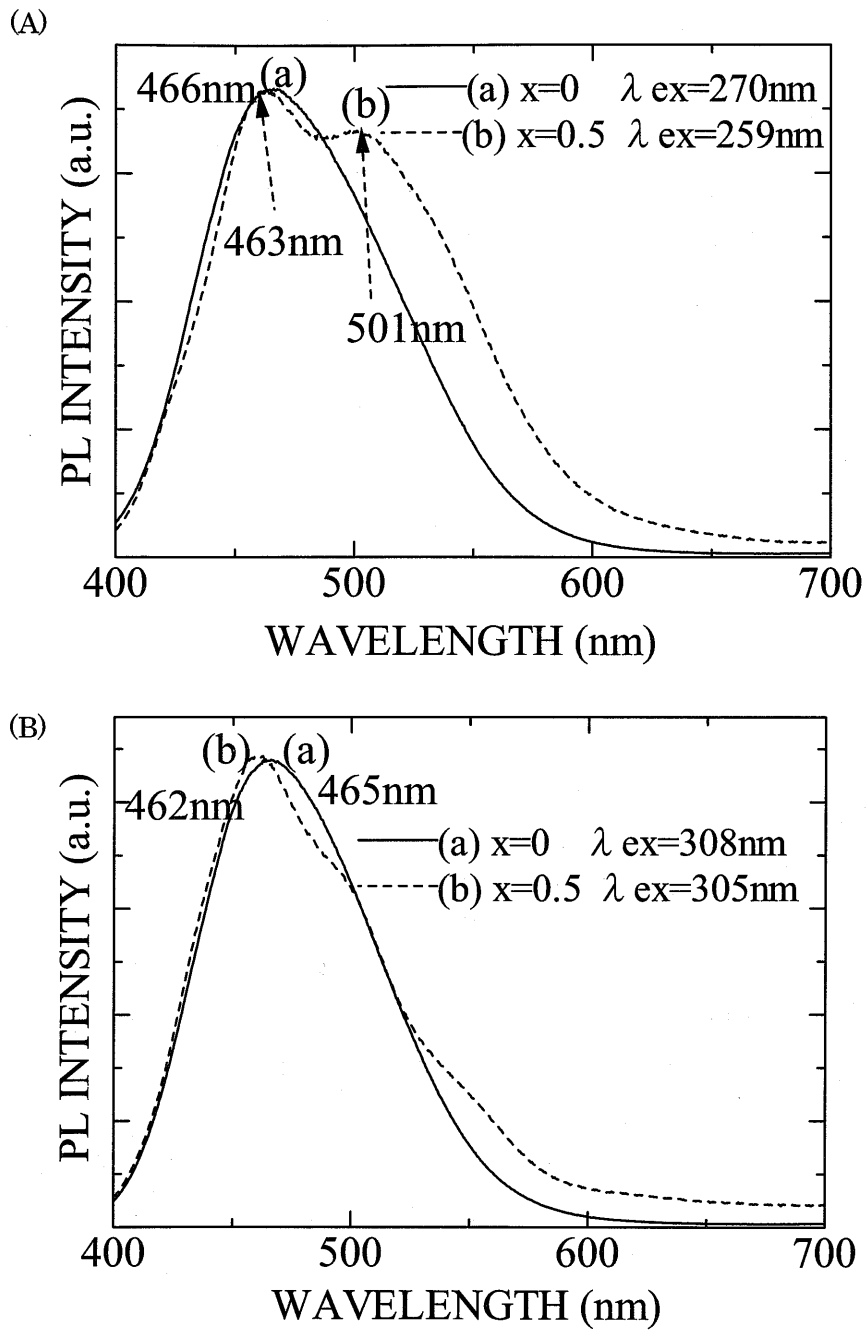 (A)
466nm (a)
(b)
(a) x=0 λ ex=270nm
(b) x=0.5 λ ex=259nm
463nm
501nm
PL INTENSITY (a.u.)
400 500 600 700
WAVELENGTH (nm)
(B)
(b) (a)
462nm
465nm
(a) x=0 λ ex=308nm
(b) x=0.5 λ ex=305nm
PL INTENSITY (a.u.)
400 500 600 700
WAVELENGTH (nm)